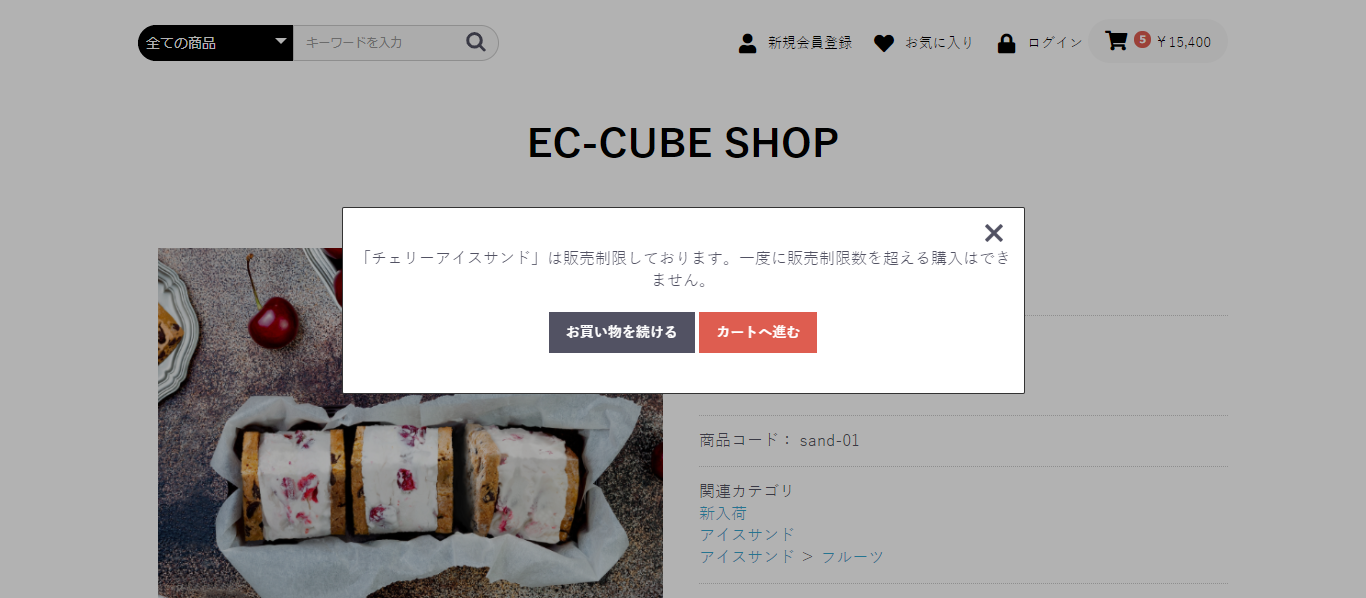 全ての商品
キーワードを入力
新規会員登録
お気に入り
ログイン
5
￥15,400
EC-CUBE SHOP
「チェリーアイスサンド」は販売制限しております。一度に販売制限数を超える購入はでき
ません。
お買い物を続ける
カートへ進む
商品コード： sand-01
関連カテゴリ
新入荷
アイスサンド
アイスサンド ＞ フルーツ